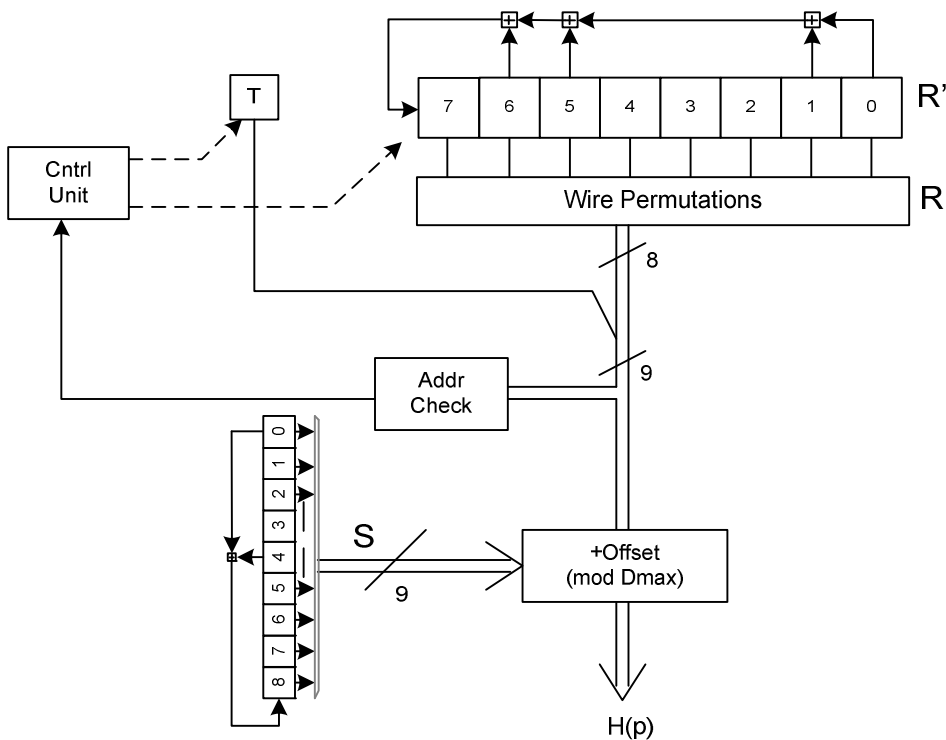 T
7 6 5 4 3 2 1 0
R'
Cntrl
Unit
Wire Permutations
R
8
9
Addr
Check
0
1
2
3
4
5
6
7
8
S
9
+Offset
(mod Dmax)
H(p)